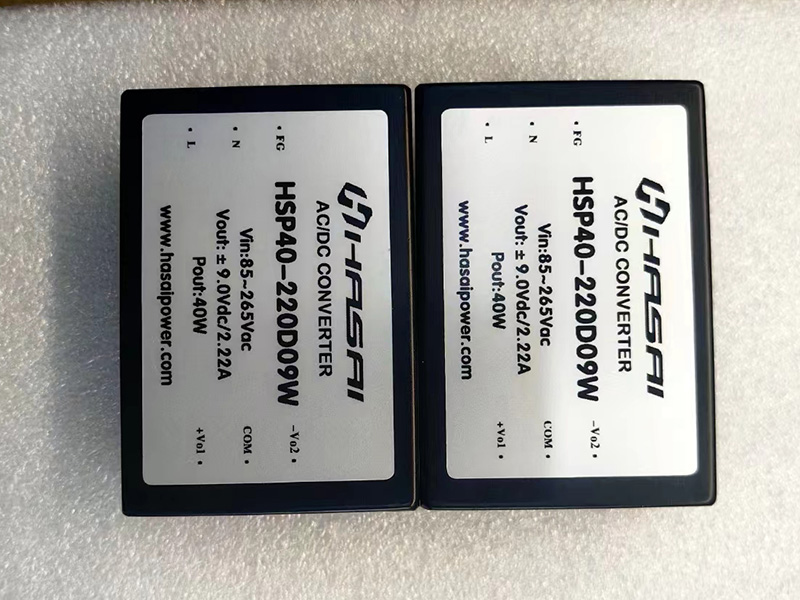 HASAI
AC/DC CONVERTER
HSP40-220D09W
Vin:85~265Vac
Vout: ± 9.0Vdc/2.22A
Pout:40W
www.hasaipower.com
FG
N
L
-Vo2
COM
+Vo1
HASAI
AC/DC CONVERTER
HSP40-220D09W
Vin:85~265Vac
Vout: ± 9.0Vdc/2.22A
Pout:40W
www.hasaipower.com
FG
N
L
-Vo2
COM
+Vo1